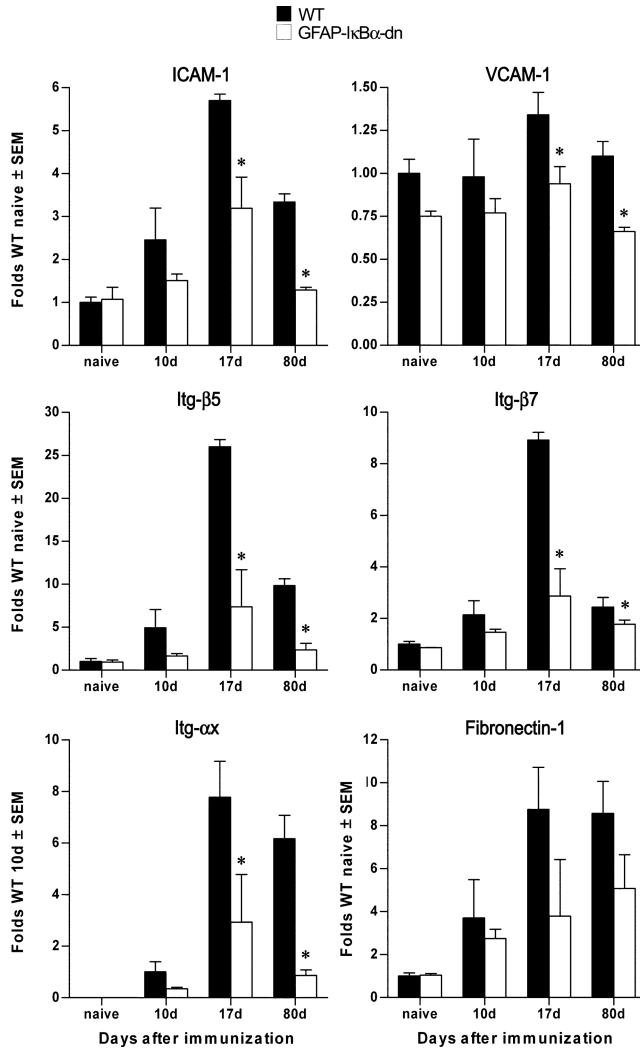 WT
GFAP-IκBα-dn
ICAM-1
VCAM-1
Folds WT naive ± SEM
6
5
4
3
2
1
0
naive 10d 17d 80d
* *
1.50
1.25
1.00
0.75
0.50
0.25
0.00
naive 10d 17d 80d
* *
Itg-β5
Itg-β7
Folds WT naive ± SEM
30
25
20
15
10
5
0
naive 10d 17d 80d
* *
10
8
6
4
2
0
naive 10d 17d 80d
* *
Itg-αx
Fibronectin-1
Folds WT 10d ± SEM
10
8
6
4
2
0
naive 10d 17d 80d
* *
Days after immunization
Folds WT naive ± SEM
12
10
8
6
4
2
0
naive 10d 17d 80d
Days after immunization